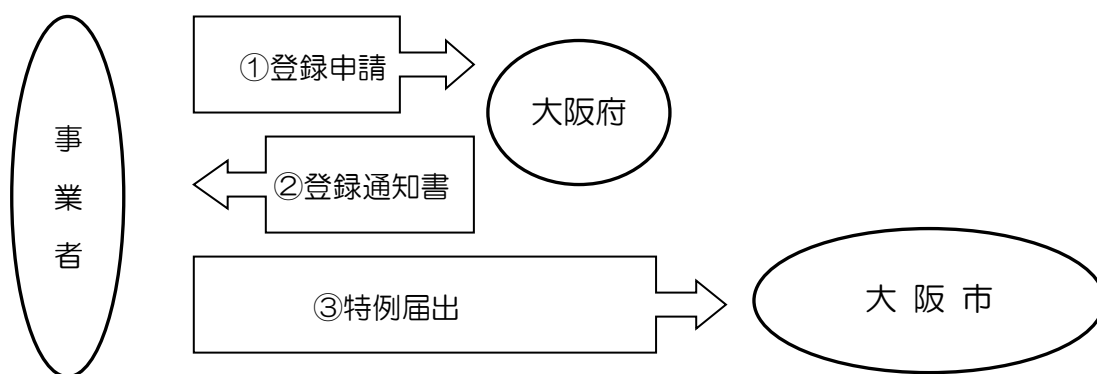 ①登録申請
大阪府
事業者
②登録通知書
③特例届出
大阪市